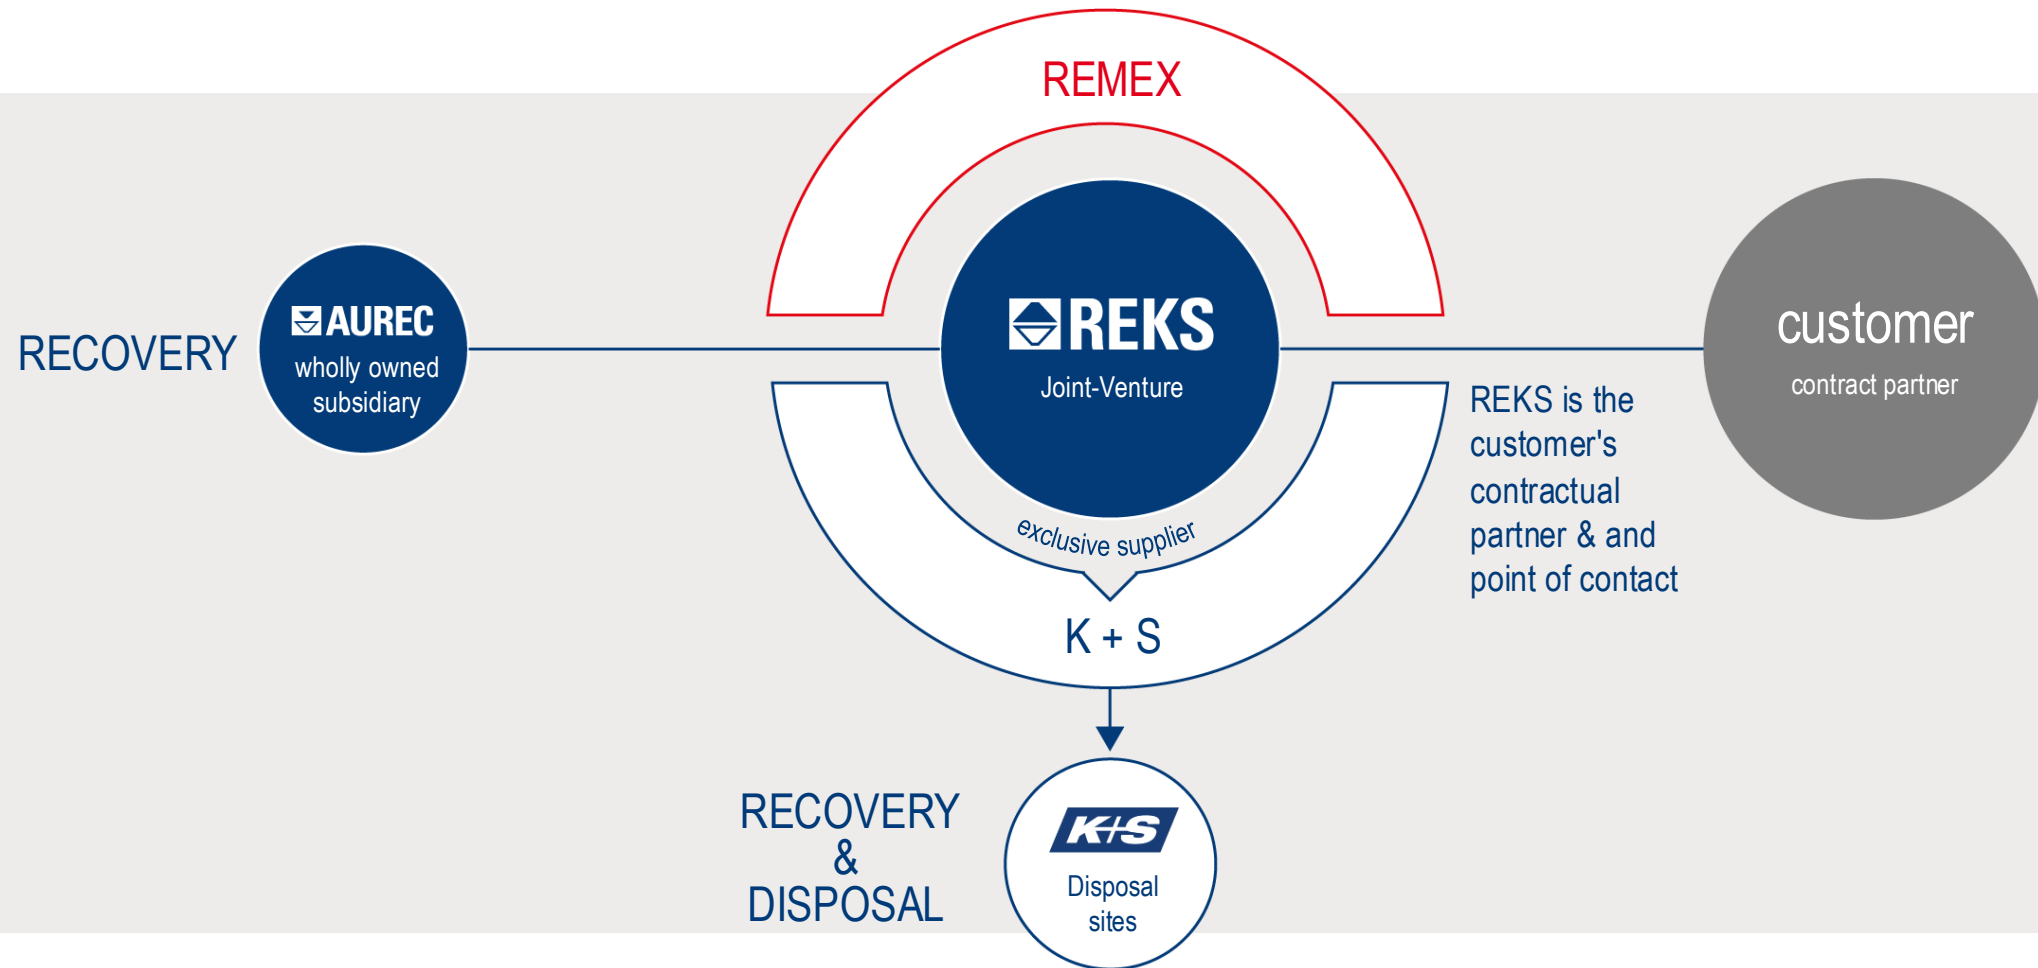 REMEX
RECOVERY
AUREC
wholly owned
subsidiary
REKS
Joint-Venture
customer
contract partner
REKS is the
customer's
contractual
partner & and
point of contact
exclusive supplier
K + S
RECOVERY
&
DISPOSAL
K+S
Disposal
sites